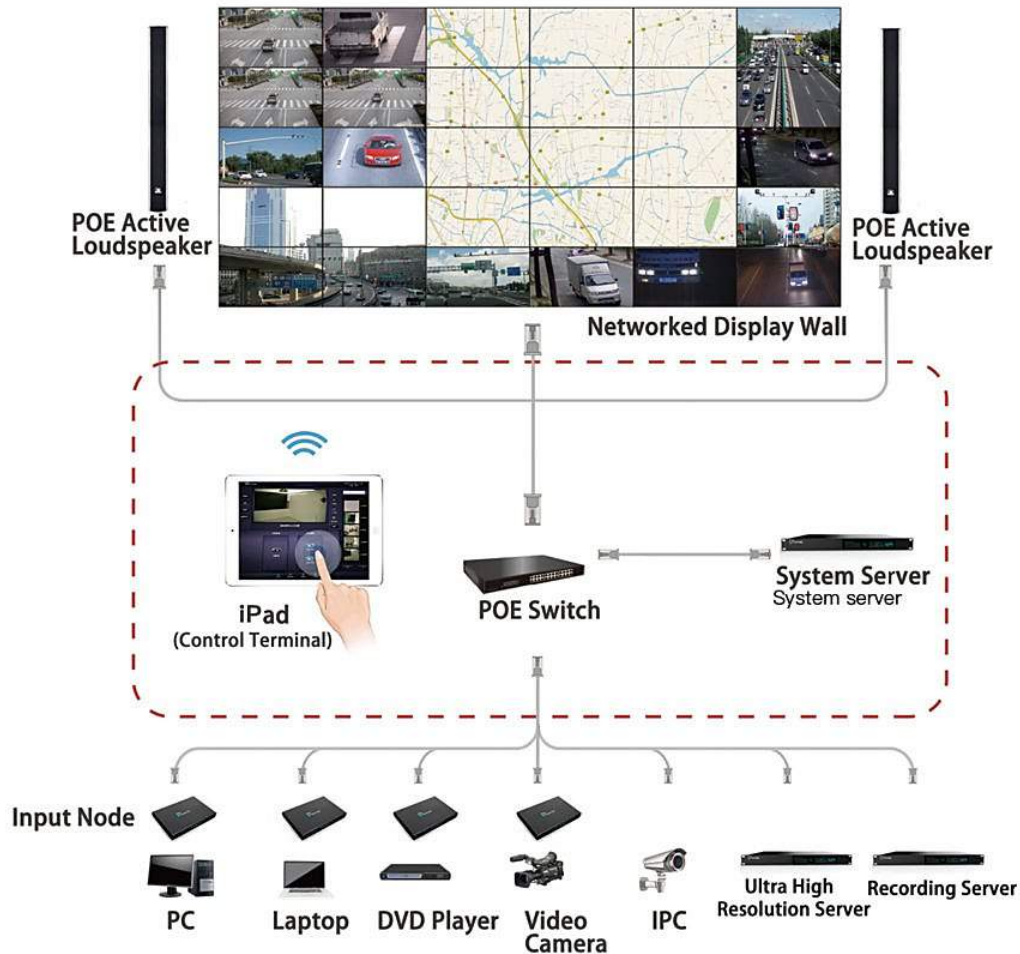 POE Active
Loudspeaker
POE Active
Loudspeaker
Networked Display Wall
iPad
(Control Terminal)
POE Switch
System Server
System server
Input Node
PC
Laptop
DVD Player
Video
Camera
IPC
Ultra High
Resolution Server
Recording Server